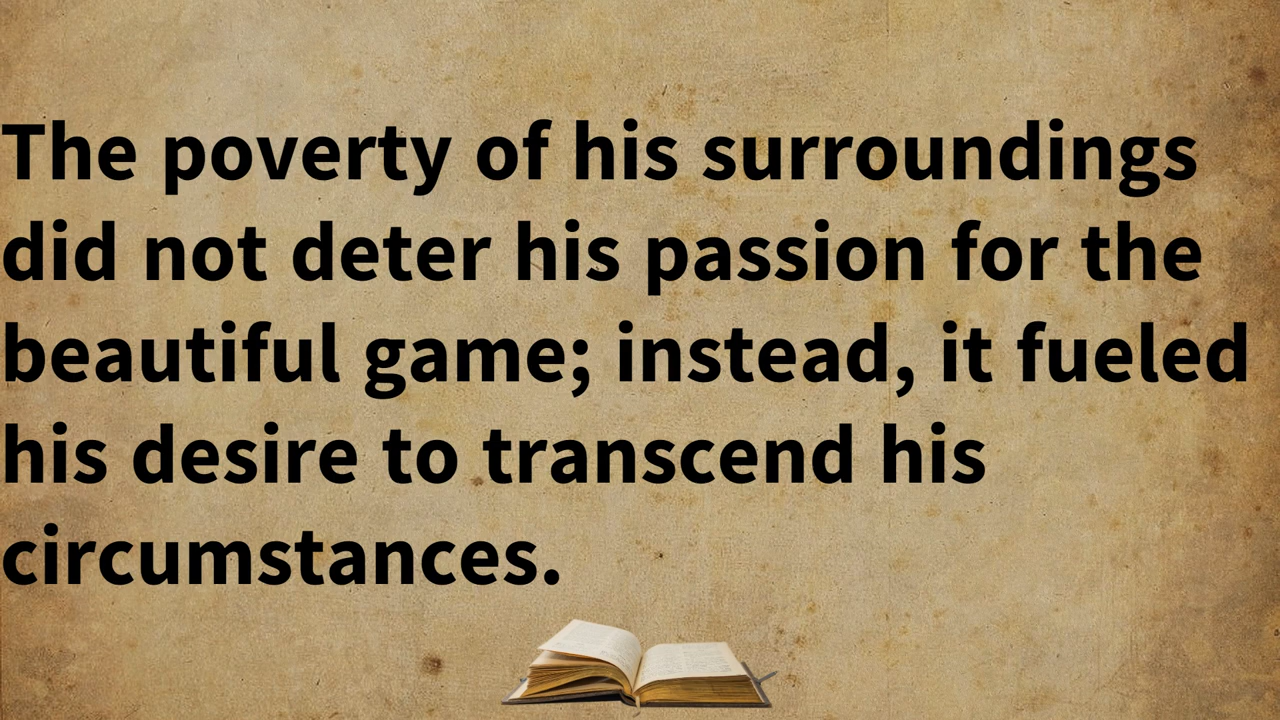 The poverty of his surroundings
did not deter his passion for the
beautiful game; instead, it fueled
his desire to transcend his
circumstances.